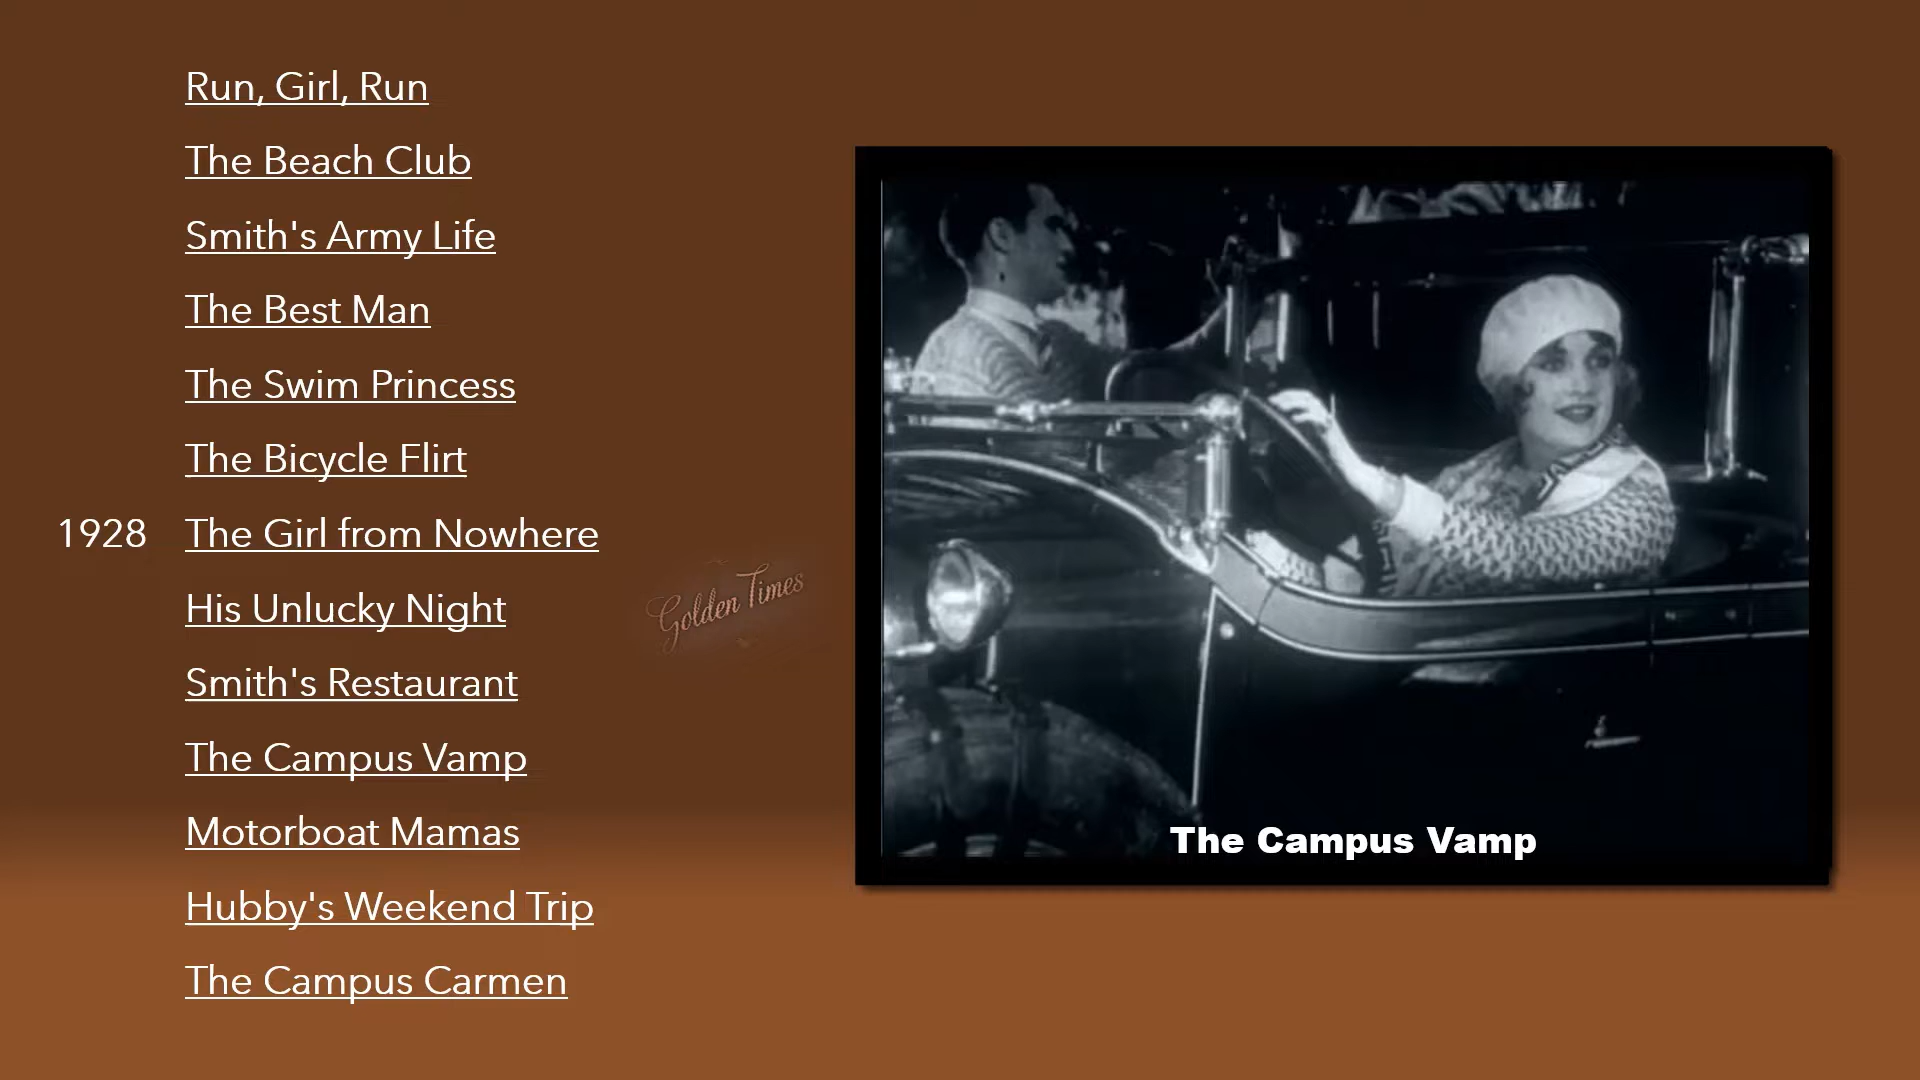 Run, Girl, Run
The Beach Club
Smith's Army Life
The Best Man
The Swim Princess
The Bicycle Flirt
1928 The Girl from Nowhere
His Unlucky Night
Smith's Restaurant
The Campus Vamp
Motorboat Mamas
Hubby's Weekend Trip
The Campus Carmen
Golden Times
The Campus Vamp